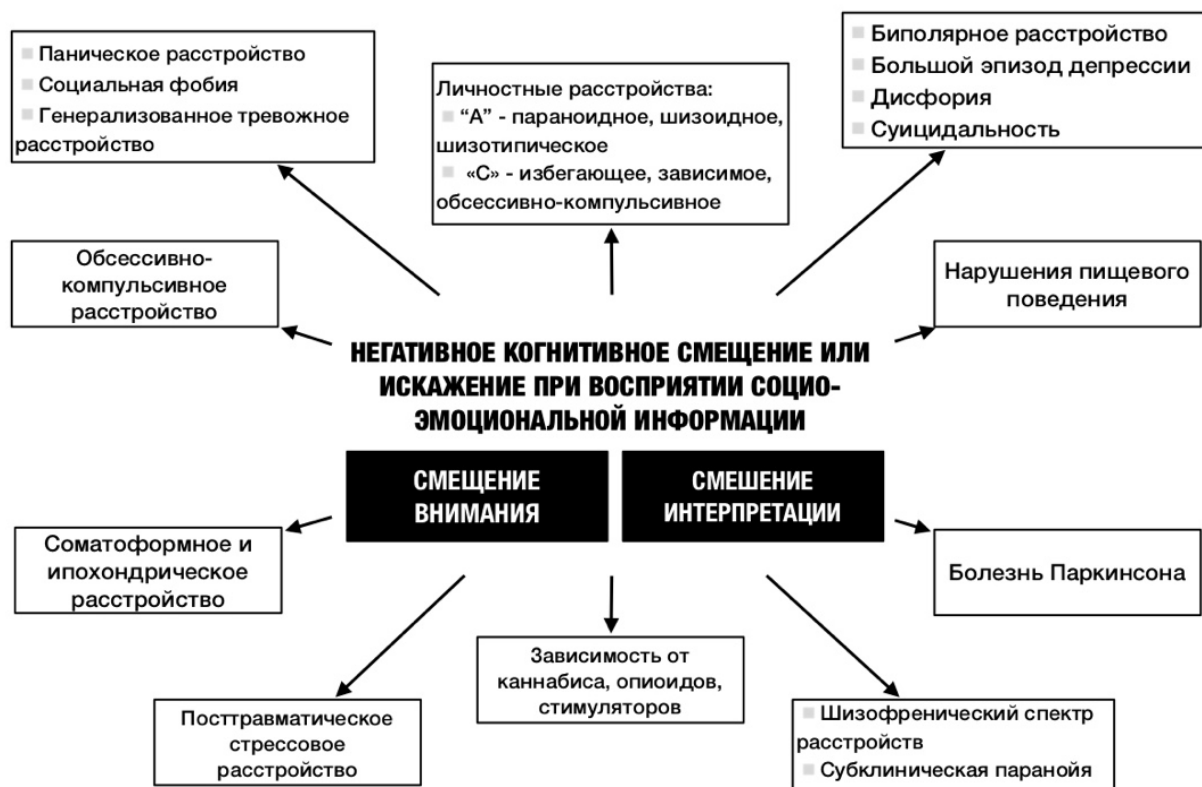 Паническое расстройство
Социальная фобия
Генерализованное тревожное
расстройство
Личностные расстройства:
“А” - параноидное, шизоидное,
шизотипическое
«С» - избегающее, зависимое,
обсессивно-компульсивное
Биполярное расстройство
Большой эпизод депрессии
Дисфория
Суицидальность
Обсессивно-
компульсивное
расстройство
Нарушения пищевого
поведения
НЕГАТИВНОЕ КОГНИТИВНОЕ СМЕЩЕНИЕ ИЛИ
ИСКАЖЕНИЕ ПРИ ВОСПРИЯТИИ СОЦИО-
ЭМОЦИОНАЛЬНОЙ ИНФОРМАЦИИ
СМЕЩЕНИЕ
ВНИМАНИЯ
СМЕШЕНИЕ
ИНТЕРПРЕТАЦИИ
Соматоформное и
ипохондрическое
расстройство
Болезнь Паркинсона
Посттравматическое
стрессовое
расстройство
Зависимость от
каннабиса, опиоидов,
стимуляторов
Шизофренический спектр
расстройств
Субклиническая паранойя